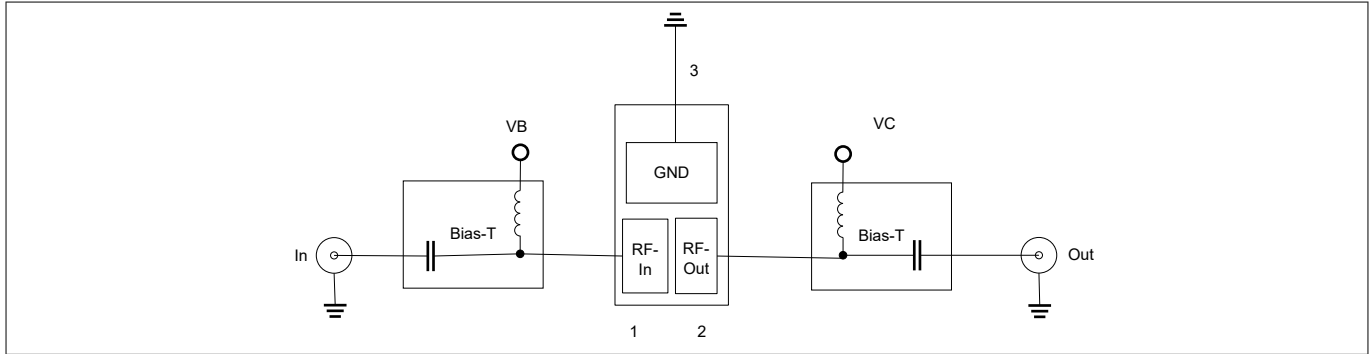 3
VB
VC
GND
In
Bias-T
RF-
In
RF-
Out
Bias-T
Out
1
2